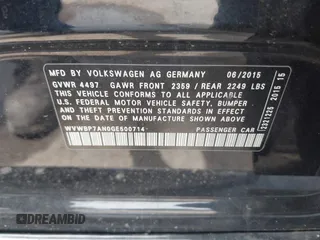 MFD BY VOLKSWAGEN AG GERMANY 06/2015
GVWR 4497. GAWR FRONT 2359 / REAR 2249 LBS
THIS VEHICLE CONFORMS TO ALL APPLICABLE
U.S. FEDERAL MOTOR VEHICLE SAFETY, BUMPER
AND THEFT PREVENTION STANDARDS IN EFFECT
ON THE DATE OF MANUFACTURE SHOWN ABOVE.
PASSENGER CAR
DREAMBID